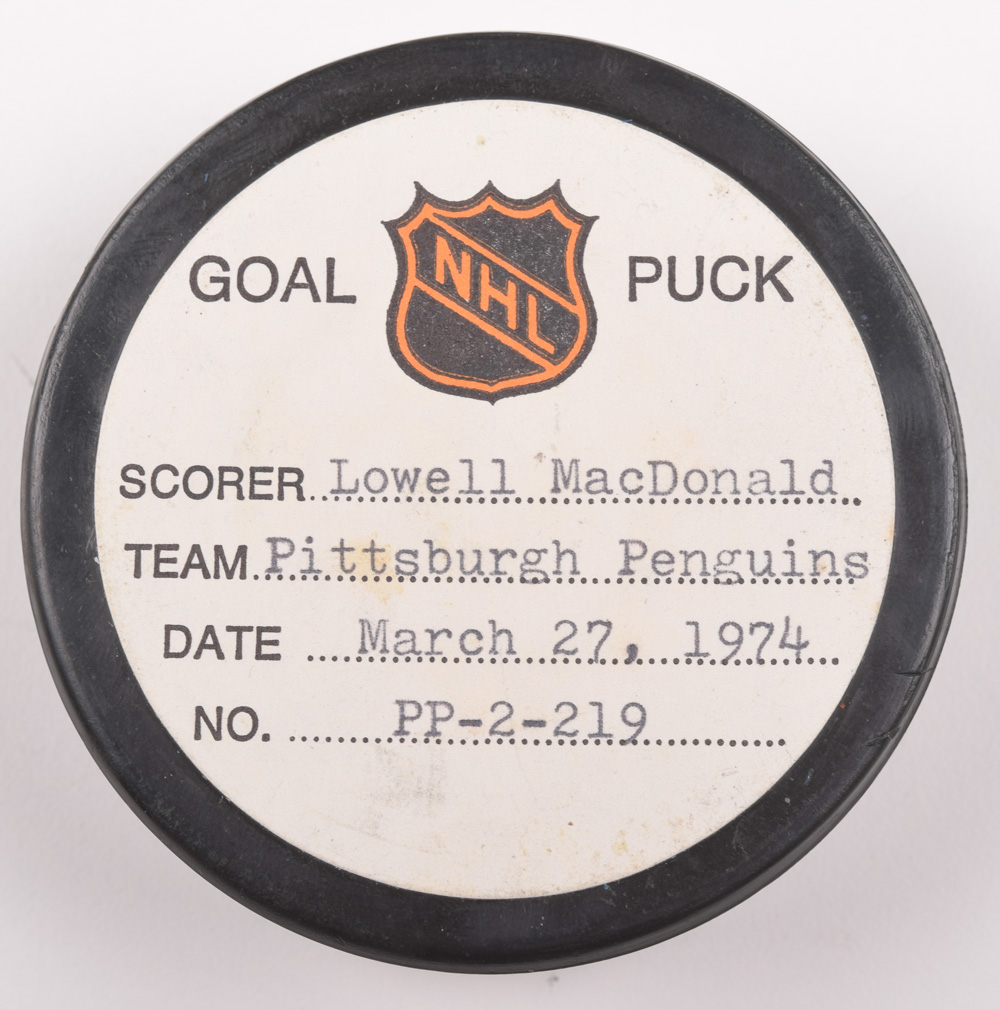 GOAL NHL PUCK
SCORER Lowell MacDonald
TEAM Pittsburgh Penguins
DATE March 27, 1974
NO. PP-2-219